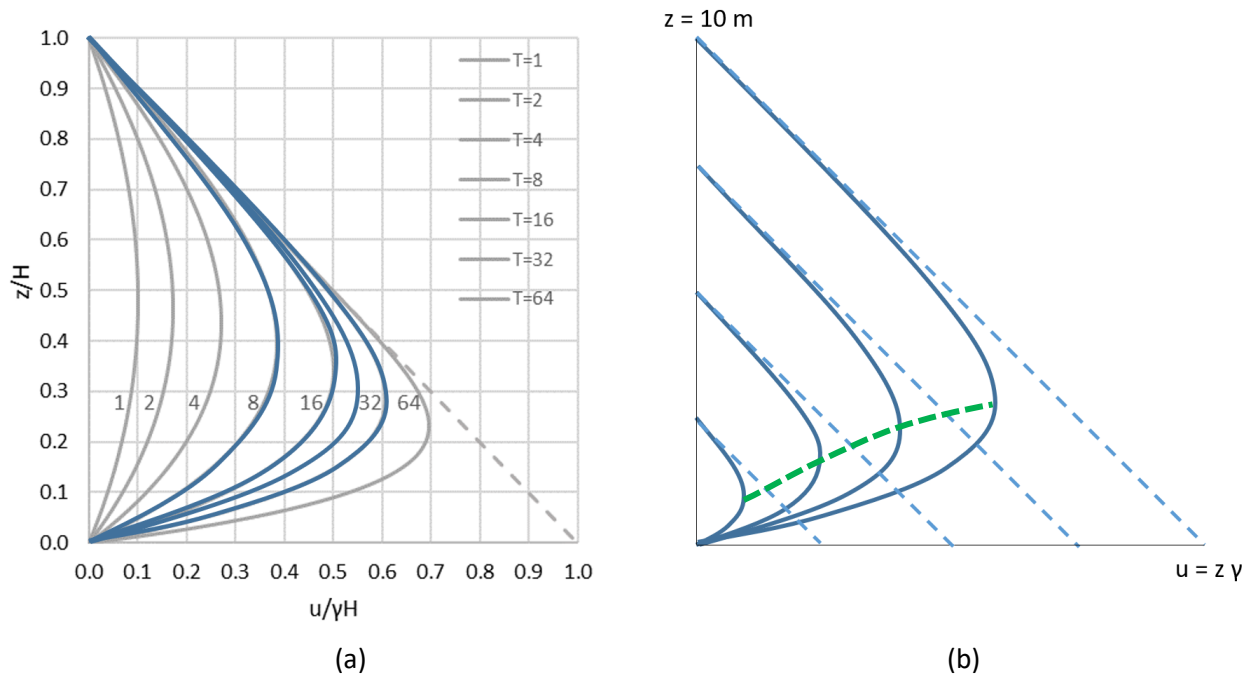 z = 10 m
1.0
0.9
0.8
0.7
0.6
0.5
0.4
0.3
0.2
0.1
0.0
z/H
T=1
T=2
T=4
T=8
T=16
T=32
T=64
1 2 4 8 16 32 64
0.0 0.1 0.2 0.3 0.4 0.5 0.6 0.7 0.8 0.9 1.0
u/γH
u = z γ
(a)
(b)